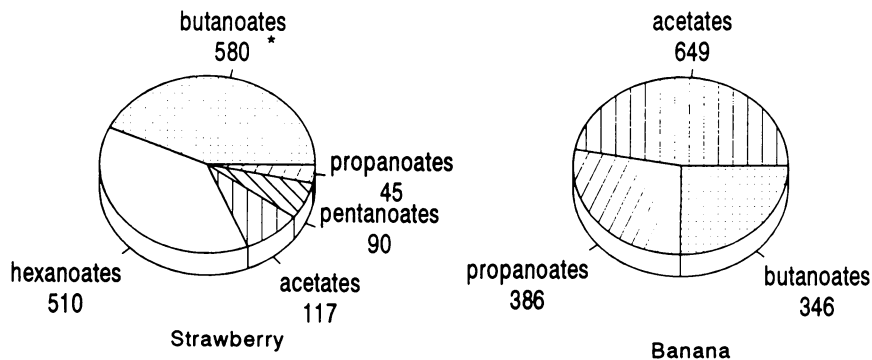 butanoates
580 *
propanoates
45
pentanoates
90
acetates
117
hexanoates
510
Strawberry
acetates
649
butanoates
346
propanoates
386
Banana